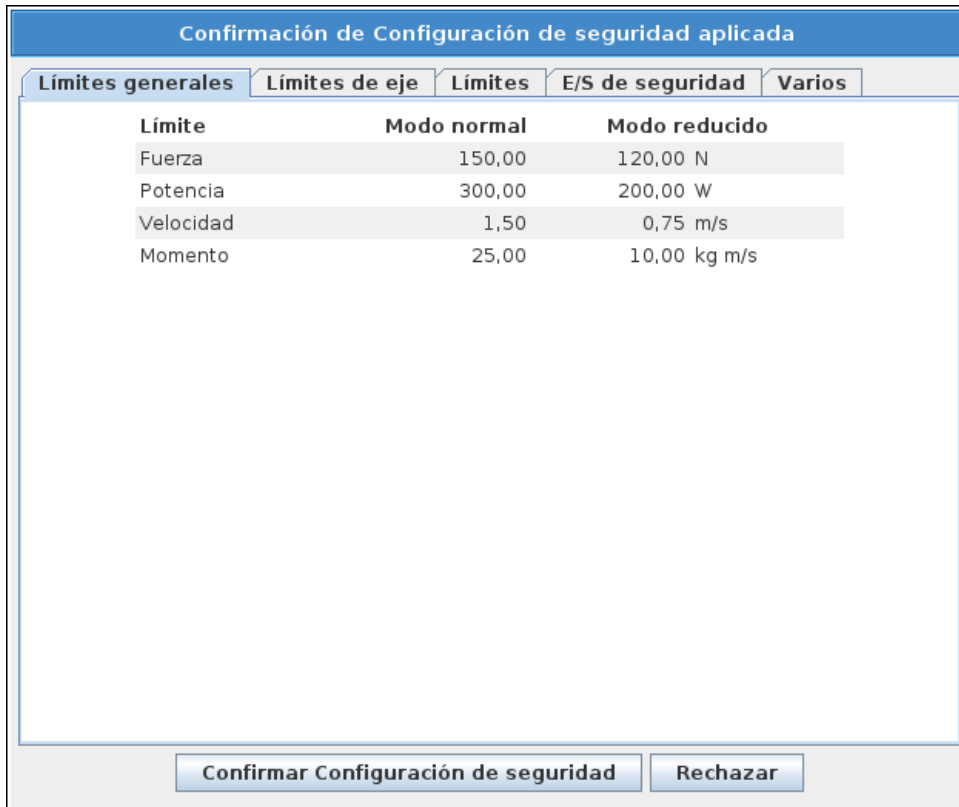 Confirmación de Configuración de seguridad aplicada
Límites generales Límites de eje Límites E/S de seguridad Varios
Límite Modo normal Modo reducido
Fuerza 150,00 120,00 N
Potencia 300,00 200,00 W
Velocidad 1,50 0,75 m/s
Momento 25,00 10,00 kg m/s
Confirmar Configuración de seguridad Rechazar